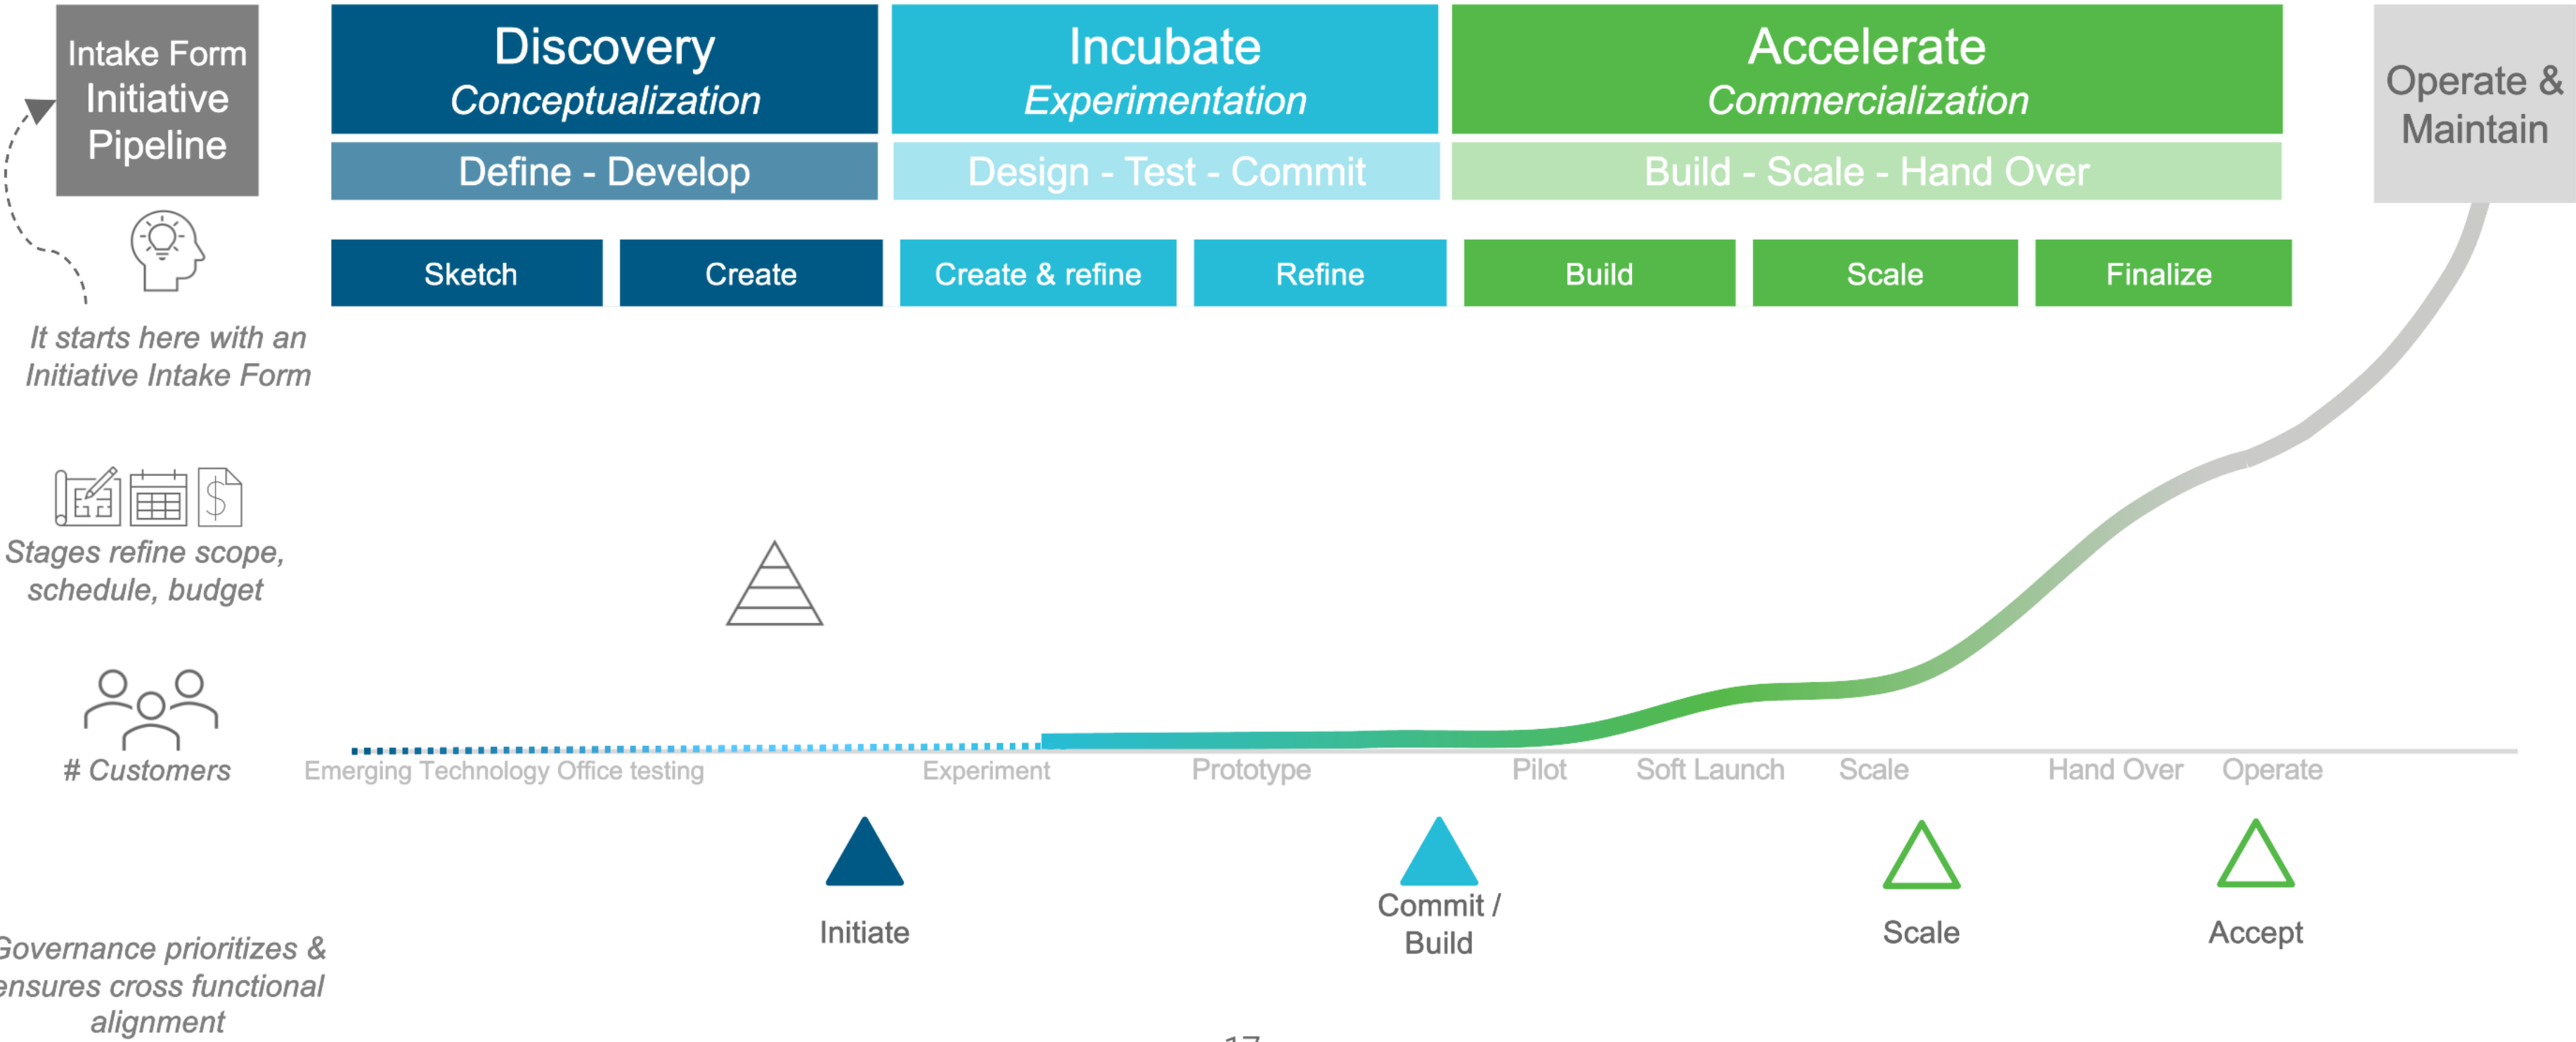 Intake Form
Initiative
Pipeline
Discovery
Conceptualization
Define - Develop
Incubate
Experimentation
Design - Test - Commit
Accelerate
Commercialization
Build - Scale - Hand Over
Operate &
Maintain
Sketch
Create
Create & refine
Refine
Build
Scale
Finalize
It starts here with an
Initiative Intake Form
Stages refine scope,
schedule, budget
# Customers
Emerging Technology Office testing
Experiment
Prototype
Pilot
Soft Launch
Scale
Hand Over
Operate
Initiate
Commit /
Build
Scale
Accept
Governance prioritizes &
ensures cross functional
alignment
17